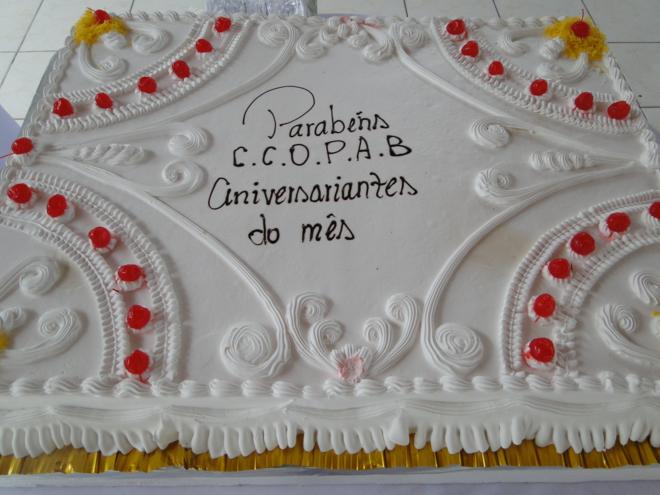 Parabéns
C.C.O.P.A.B
aniversariantes
do mês